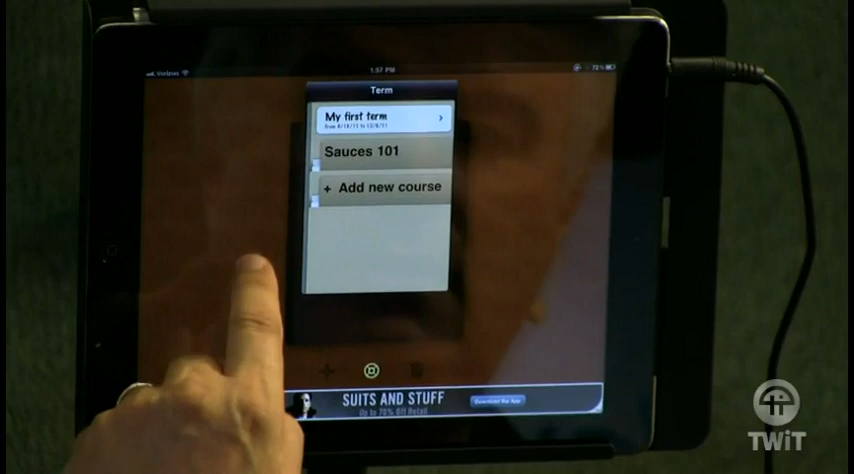 Verizon
1:57 PM
72%
Term
My first term
Sauces 101
+ Add new course
SUITS AND STUFF
Up to 70% Off Retail
Download the App
TWiT